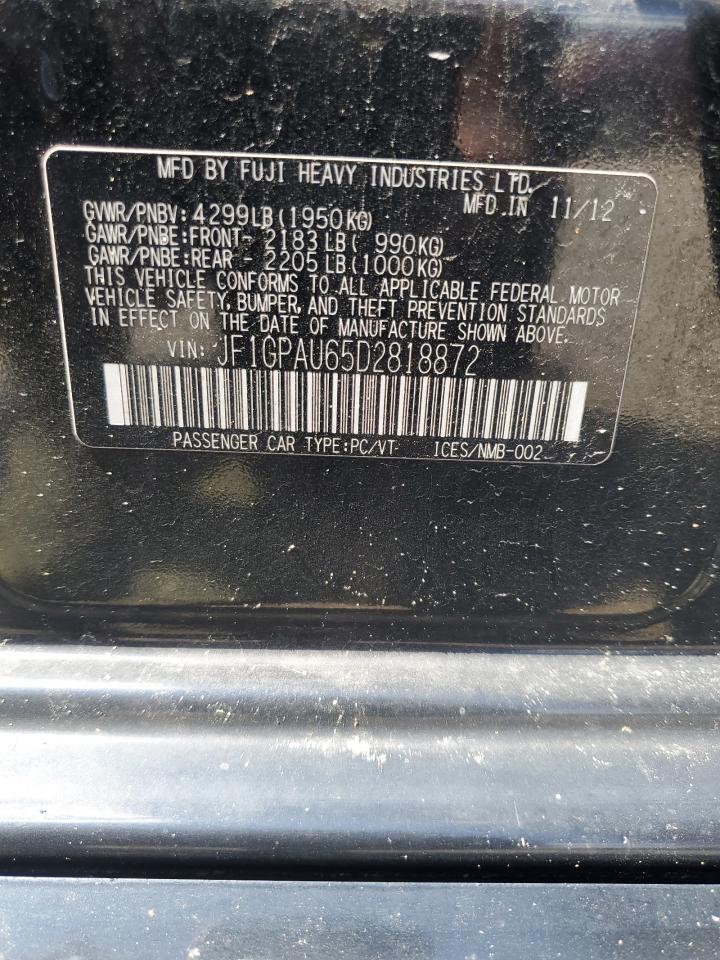 MFD BY FUJI HEAVY INDUSTRIES LTD.
MFD.IN 11/12
GVWR/PNBV: 4299LB(1950KG)
GAWR/PNBE:FRONT- 2183LB( 990KG)
GAWR/PNBE:REAR - 2205LB(1000KG)
THIS VEHICLE CONFORMS TO ALL APPLICABLE FEDERAL MOTOR
VEHICLE SAFETY, BUMPER, AND THEFT PREVENTION STANDARDS
IN EFFECT ON THE DATE OF MANUFACTURE SHOWN ABOVE.
VIN: JF1GPAU65D2818872
PASSENGER CAR TYPE:PC/VT ICES/NMB-002